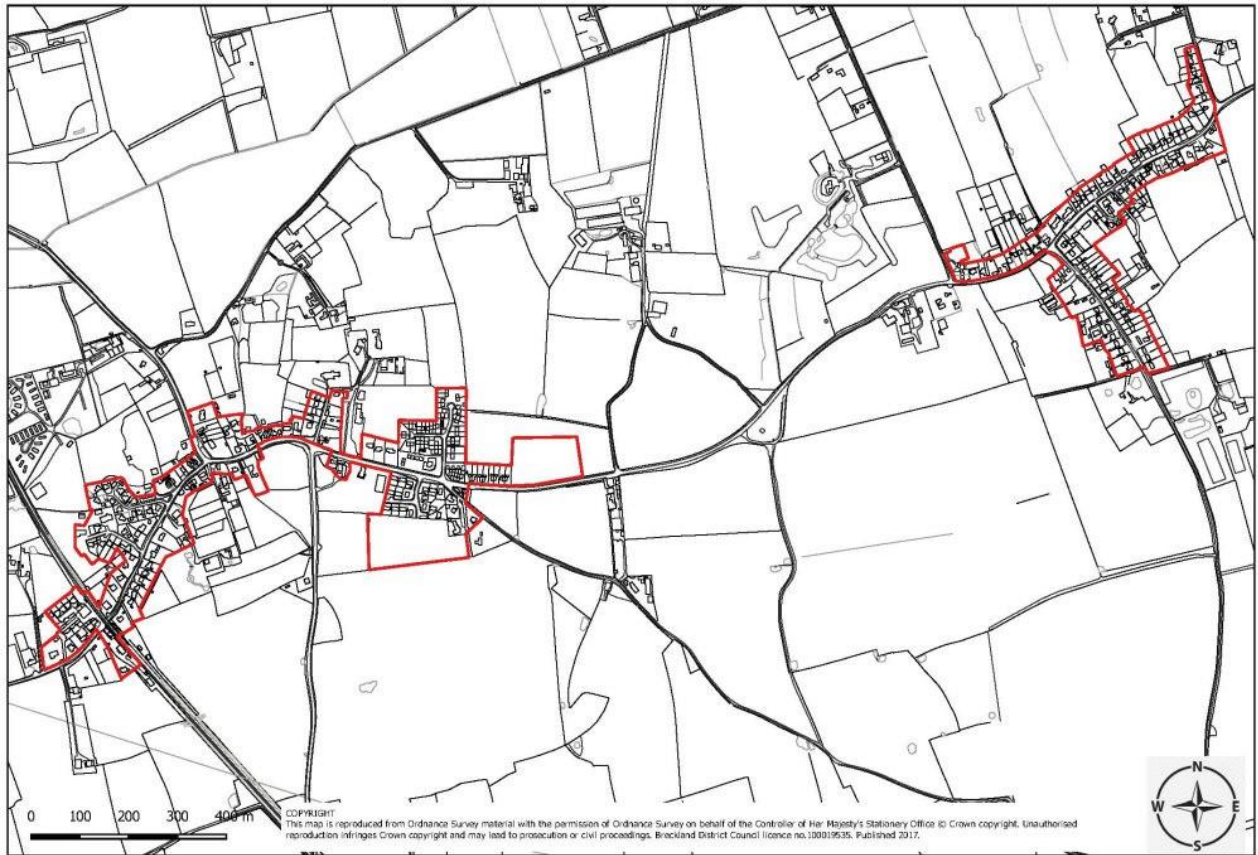 N
W E
S
0 100 200 300 400 m
COPYRIGHT
This map is reproduced from Ordnance Survey material with the permission of Ordnance Survey on behalf of the Controller of Her Majesty's Stationery Office © Crown copyright. Unauthorised
reproduction infringes Crown copyright and may lead to prosecution or civil proceedings. Breckland District Council licence no.100019535. Published 2017.